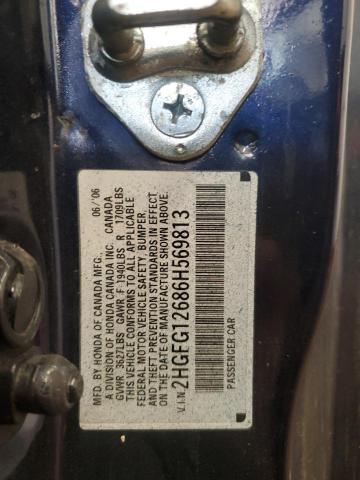 MFD. BY HONDA OF CANADA MFG. 06/'06
A DIVISION OF HONDA CANADA INC. CANADA
GVWR 3627LBS GAWR F 1940LBS R 1709LBS
THIS VEHICLE CONFORMS TO ALL APPLICABLE
FEDERAL MOTOR VEHICLE SAFETY, BUMPER,
AND THEFT PREVENTION STANDARDS IN EFFECT
ON THE DATE OF MANUFACTURE SHOWN ABOVE.
V.I.N. 2HGEG12686H569813
PASSENGER CAR